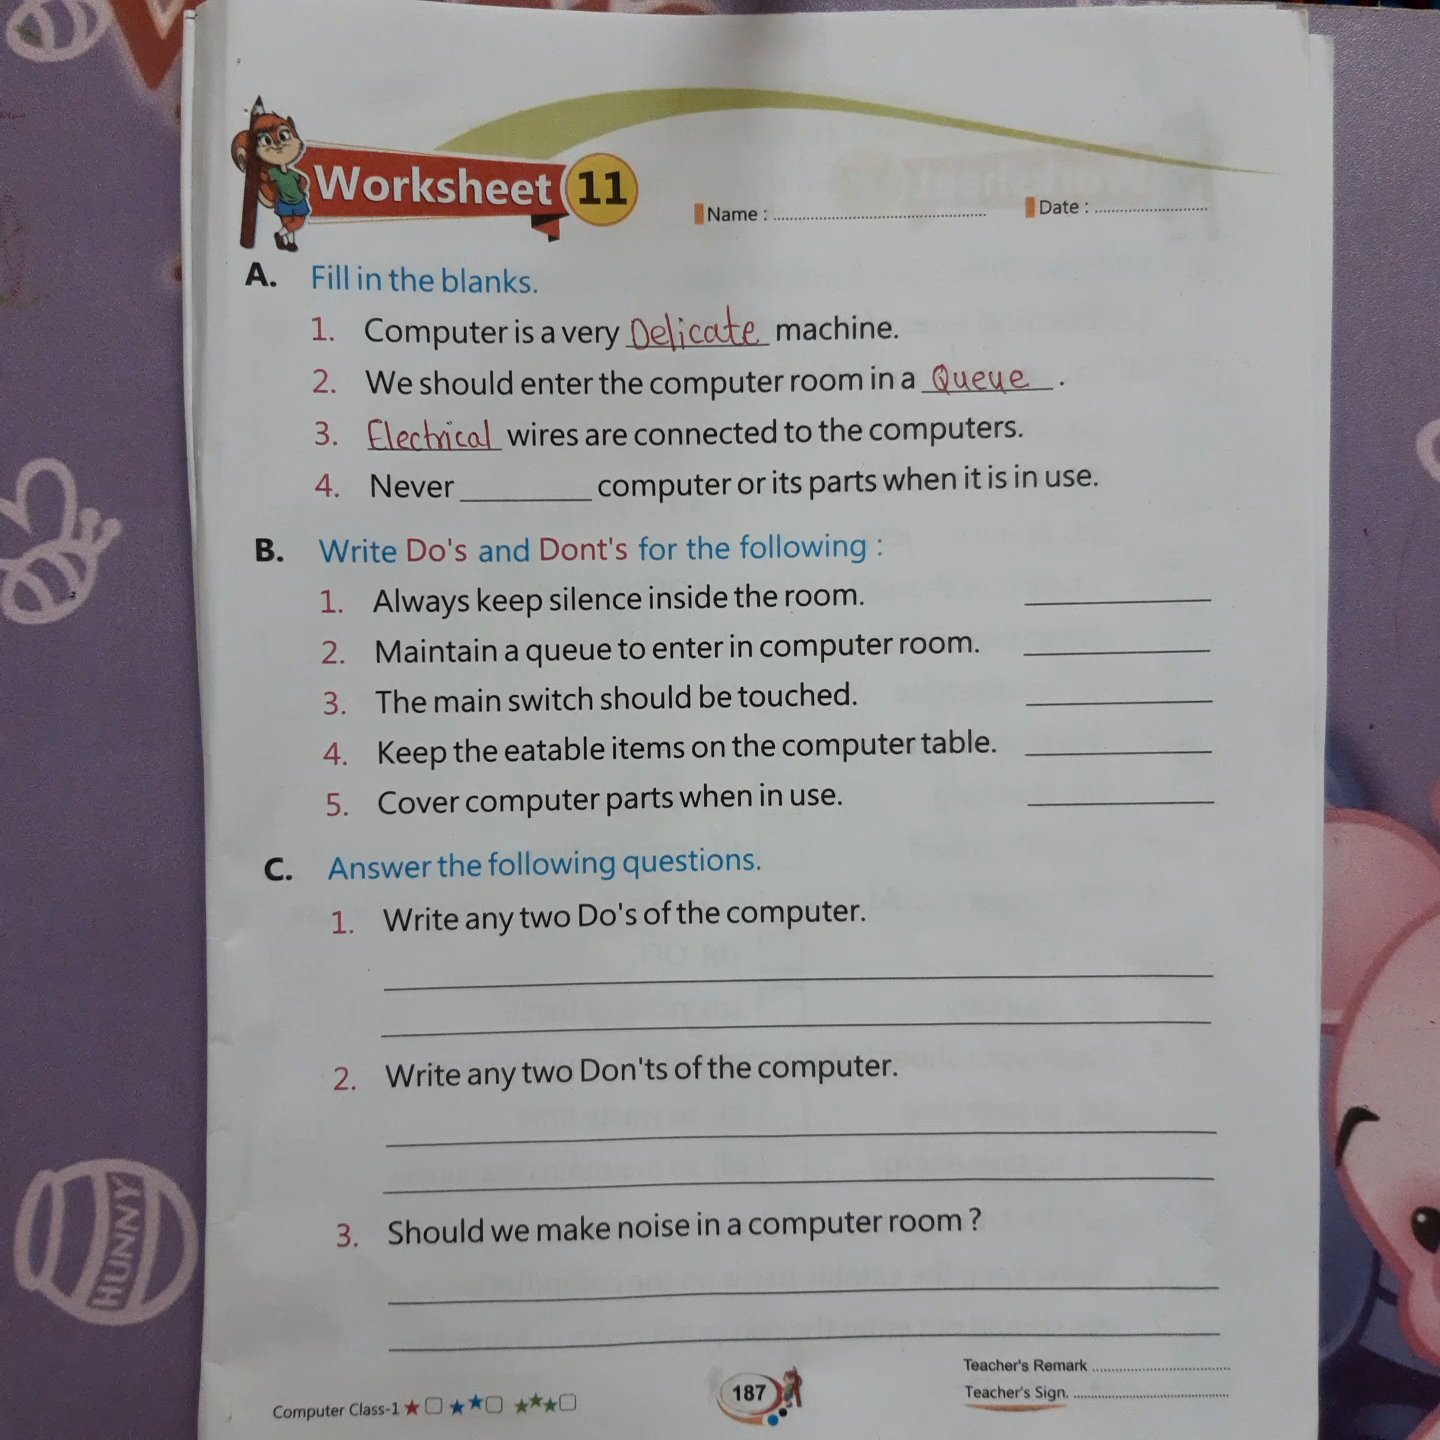 Worksheet 11
Name : Date :
A. Fill in the blanks.
1. Computer is a very Delicate machine.
2. We should enter the computer room in a Queue .
3. Electrical wires are connected to the computers.
4. Never ________ computer or its parts when it is in use.
B. Write Do's and Dont's for the following :
1. Always keep silence inside the room.
2. Maintain a queue to enter in computer room.
3. The main switch should be touched.
4. Keep the eatable items on the computer table.
5. Cover computer parts when in use.
C. Answer the following questions.
1. Write any two Do's of the computer.
2. Write any two Don'ts of the computer.
3. Should we make noise in a computer room ?
HUNNY
Teacher's Remark
Teacher's Sign.
Computer Class-1
187